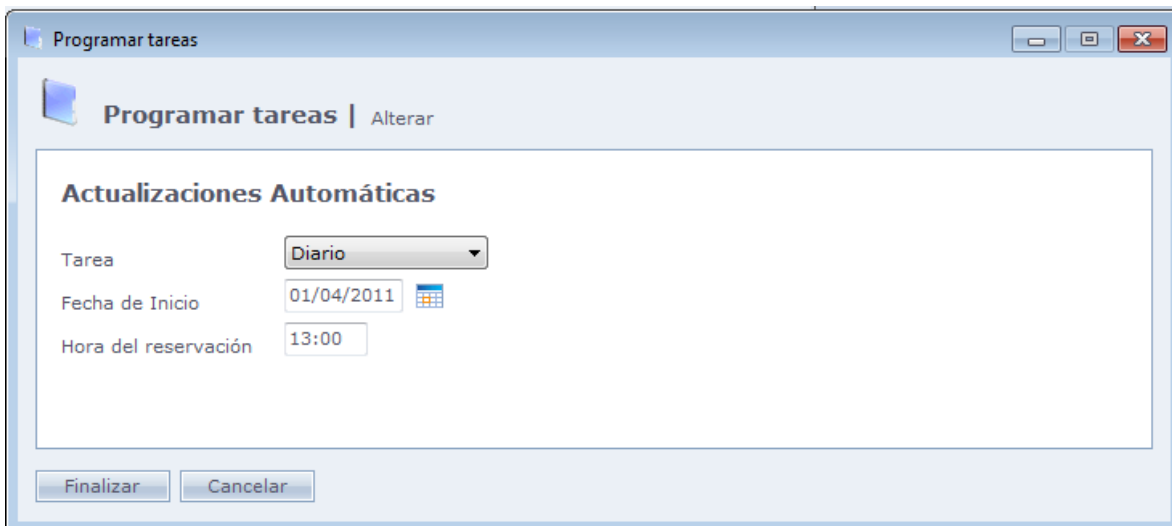 Programar tareas
Programar tareas | Alterar
Actualizaciones Automáticas
Tarea Diario
Fecha de Inicio 01/04/2011
Hora del reservación 13:00
Finalizar Cancelar